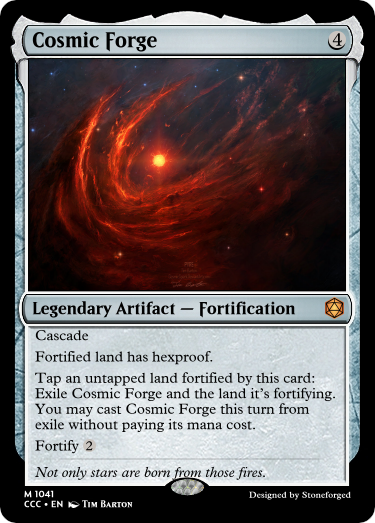 Cosmic Forge 4
Legendary Artifact — Fortification
Cascade
Fortified land has hexproof.
Tap an untapped land fortified by this card:
Exile Cosmic Forge and the land it's fortifying.
You may cast Cosmic Forge this turn from
exile without paying its mana cost.
Fortify 2
Not only stars are born from those fires.
M 1041
CCC • EN Tim Barton
Designed by Stoneforged